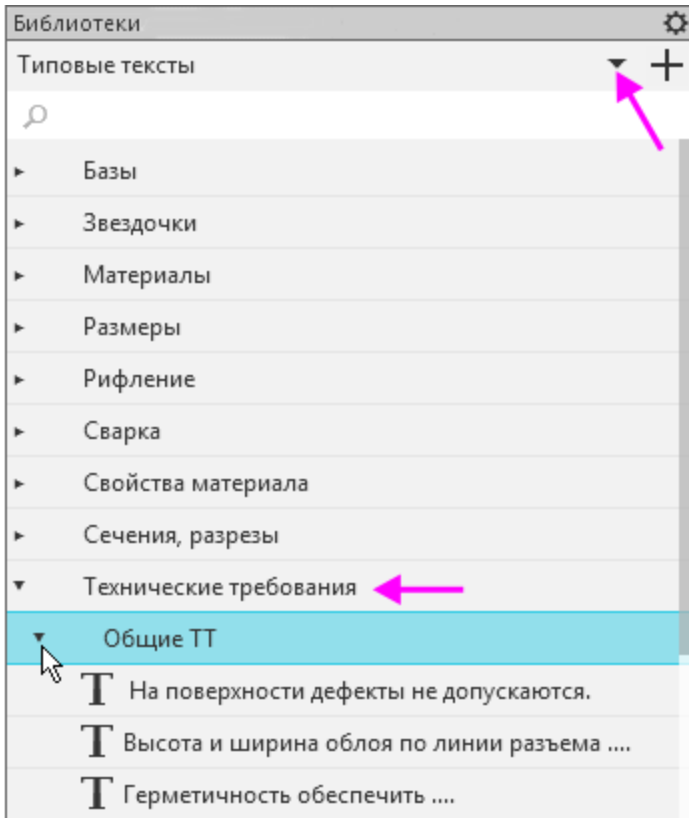 Библиотеки
Типовые тексты
Базы
Звездочки
Материалы
Размеры
Рифление
Сварка
Свойства материала
Сечения, разрезы
Технические требования
Общие ТТ
На поверхности дефекты не допускаются.
Высота и ширина облоя по линии разъема ....
Герметичность обеспечить ....